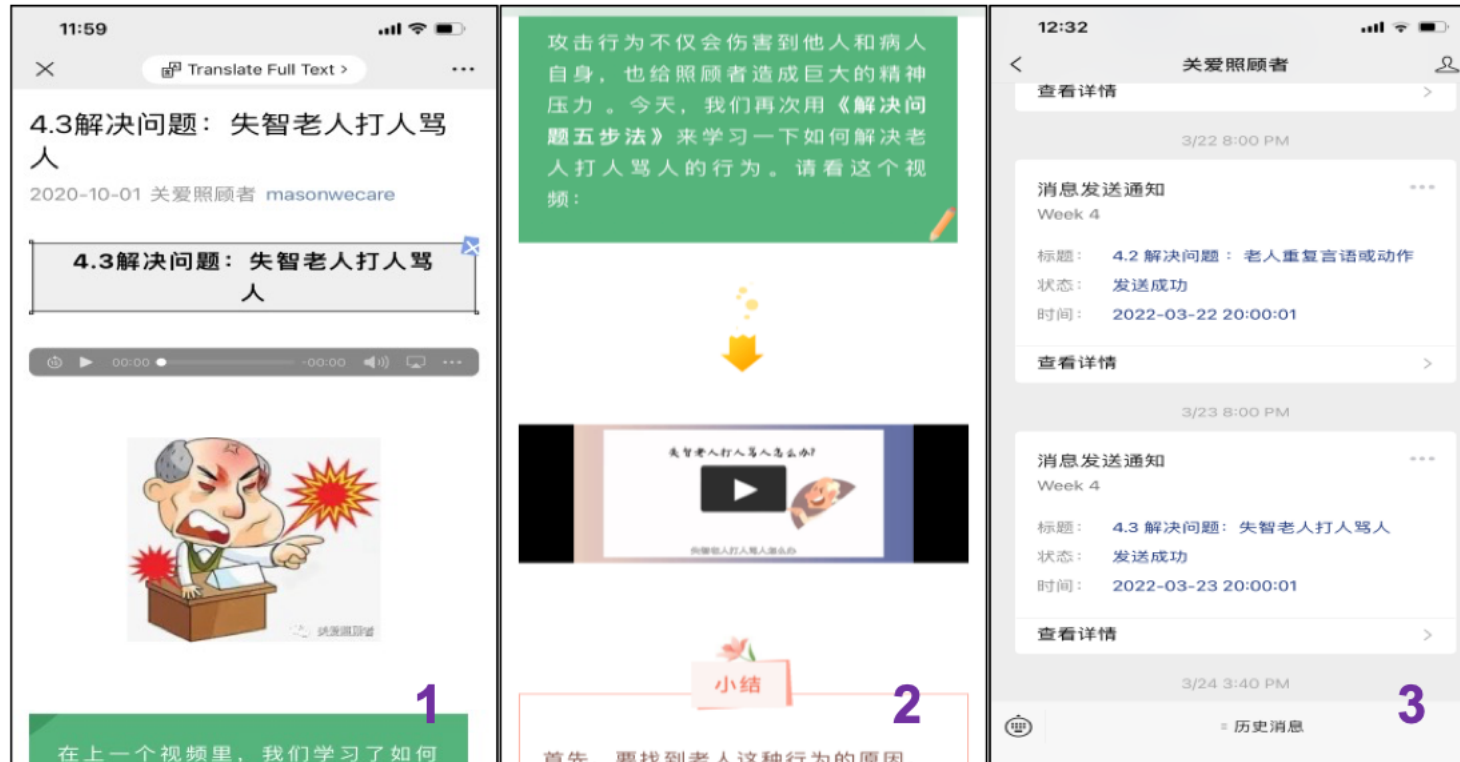 11:59
Translate Full Text >
4.3解决问题：失智老人打人骂
人
2020-10-01 关爱照顾者 masonwecare
4.3解决问题：失智老人打人骂
人
00:00
-00:00
关爱照顾者
在上一个视频里，我们学习了如何
1
攻击行为不仅会伤害到他人和病人
自身，也给照顾者造成巨大的精神
压力。今天，我们再次用《解决问
题五步法》来学习一下如何解决老
人打人骂人的行为。请看这个视
频：
失智老人打人骂人怎么办?
失智老人打人骂人怎么办
小结
首先，要找到老人这种行为的原因
2
12:32
关爱照顾者
查看详情
3/22 8:00 PM
消息发送通知
Week 4
标题： 4.2 解决问题：老人重复言语或动作
状态： 发送成功
时间： 2022-03-22 20:00:01
查看详情
3/23 8:00 PM
消息发送通知
Week 4
标题： 4.3 解决问题：失智老人打人骂人
状态： 发送成功
时间： 2022-03-23 20:00:01
查看详情
3/24 3:40 PM
历史消息
3